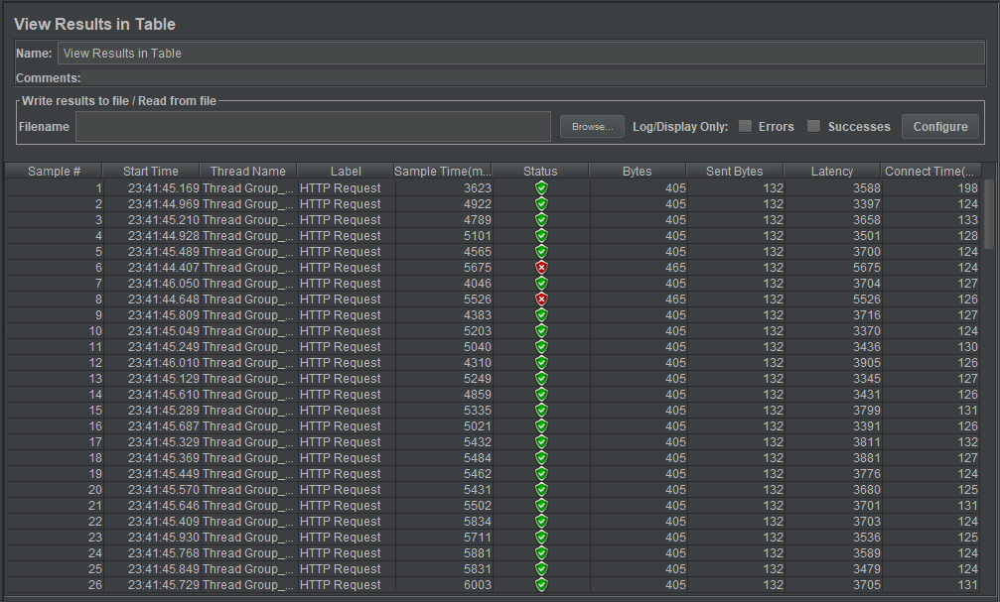 View Results in Table
Name: View Results in Table
Comments:
Write results to file / Read from file
Filename Browse... Log/Display Only: Errors Successes Configure
Sample # Start Time Thread Name Label Sample Time(m... Status Bytes Sent Bytes Latency Connect Time(...
1 23:41:45.169 Thread Group_... HTTP Request 3623 405 132 3588 198
2 23:41:44.969 Thread Group_... HTTP Request 4922 405 132 3397 124
3 23:41:45.210 Thread Group_... HTTP Request 4789 405 132 3658 133
4 23:41:44.928 Thread Group_... HTTP Request 5101 405 132 3501 128
5 23:41:45.489 Thread Group_... HTTP Request 4565 405 132 3700 124
6 23:41:44.407 Thread Group_... HTTP Request 5675 465 132 5675 124
7 23:41:46.050 Thread Group_... HTTP Request 4046 405 132 3704 127
8 23:41:44.648 Thread Group_... HTTP Request 5526 465 132 5526 126
9 23:41:45.809 Thread Group_... HTTP Request 4383 405 132 3716 127
10 23:41:45.049 Thread Group_... HTTP Request 5203 405 132 3370 124
11 23:41:45.249 Thread Group_... HTTP Request 5040 405 132 3436 130
12 23:41:46.010 Thread Group_... HTTP Request 4310 405 132 3905 126
13 23:41:45.129 Thread Group_... HTTP Request 5249 405 132 3345 127
14 23:41:45.610 Thread Group_... HTTP Request 4859 405 132 3431 126
15 23:41:45.289 Thread Group_... HTTP Request 5335 405 132 3799 131
16 23:41:45.687 Thread Group_... HTTP Request 5021 405 132 3391 126
17 23:41:45.329 Thread Group_... HTTP Request 5432 405 132 3811 132
18 23:41:45.369 Thread Group_... HTTP Request 5484 405 132 3881 127
19 23:41:45.449 Thread Group_... HTTP Request 5462 405 132 3776 124
20 23:41:45.570 Thread Group_... HTTP Request 5431 405 132 3680 125
21 23:41:45.646 Thread Group_... HTTP Request 5502 405 132 3701 131
22 23:41:45.409 Thread Group_... HTTP Request 5834 405 132 3703 124
23 23:41:45.930 Thread Group_... HTTP Request 5711 405 132 3536 125
24 23:41:45.768 Thread Group_... HTTP Request 5881 405 132 3589 124
25 23:41:45.849 Thread Group_... HTTP Request 5831 405 132 3479 124
26 23:41:45.729 Thread Group_... HTTP Request 6003 405 132 3705 131